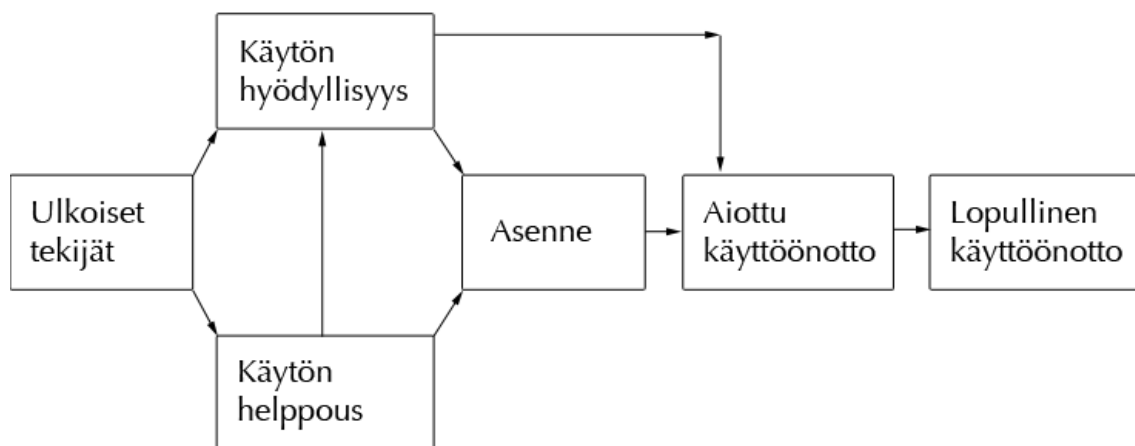 Käytön
hyödyllisyys
Ulkoiset
tekijät
Asenne
Aiottu
käyttöönotto
Lopullinen
käyttöönotto
Käytön
helppous